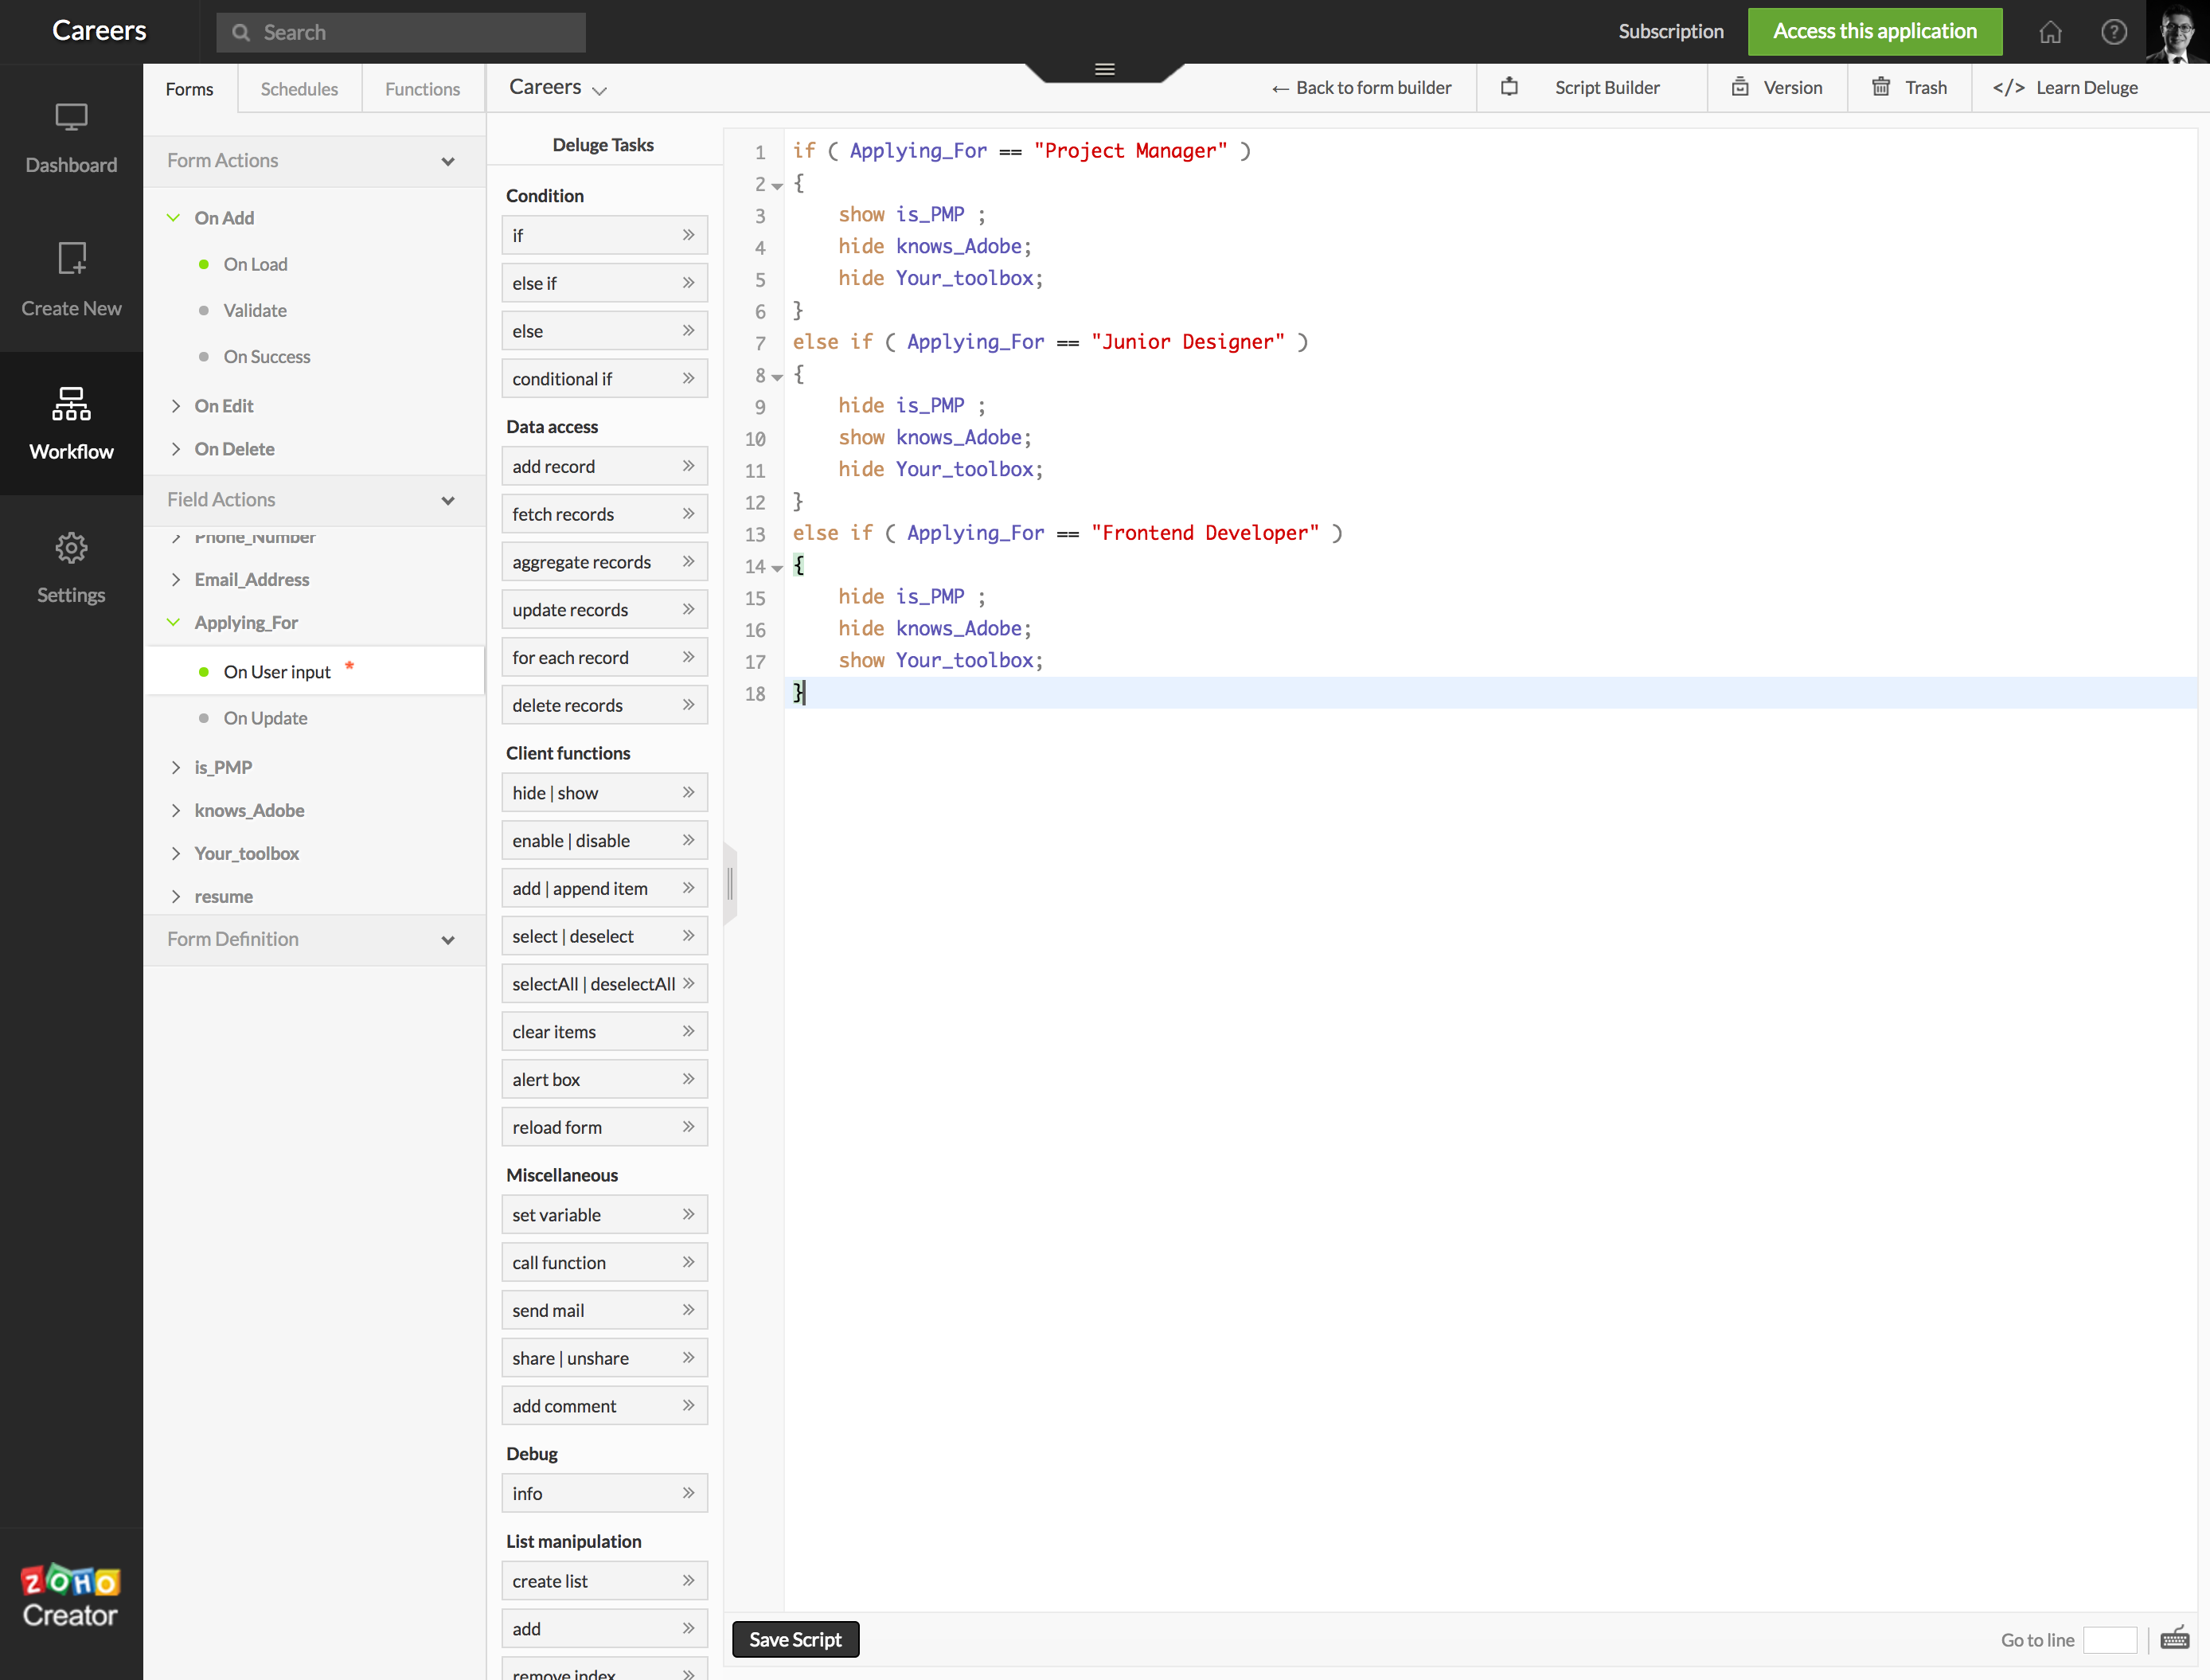 Careers
Search
Subscription
Access this application
Dashboard
Create New
Workflow
Settings
ZOHO
Creator
Forms
Schedules
Functions
Form Actions
On Add
On Load
Validate
On Success
On Edit
On Delete
Field Actions
Phone_Number
Email_Address
Applying_For
On User input *
On Update
is_PMP
knows_Adobe
Your_toolbox
resume
Form Definition
Careers
← Back to form builder
Script Builder
Version
Trash
</> Learn Deluge
Deluge Tasks
Condition
if
else if
else
conditional if
Data access
add record
fetch records
aggregate records
update records
for each record
delete records
Client functions
hide | show
enable | disable
add | append item
select | deselect
selectAll | deselectAll
clear items
alert box
reload form
Miscellaneous
set variable
call function
send mail
share | unshare
add comment
Debug
info
List manipulation
create list
add
remove index
1 if ( Applying_For == "Project Manager" )
2 {
3 show is_PMP ;
4 hide knows_Adobe;
5 hide Your_toolbox;
6 }
7 else if ( Applying_For == "Junior Designer" )
8 {
9 hide is_PMP ;
10 show knows_Adobe;
11 hide Your_toolbox;
12 }
13 else if ( Applying_For == "Frontend Developer" )
14 {
15 hide is_PMP ;
16 hide knows_Adobe;
17 show Your_toolbox;
18 }
Save Script
Go to line